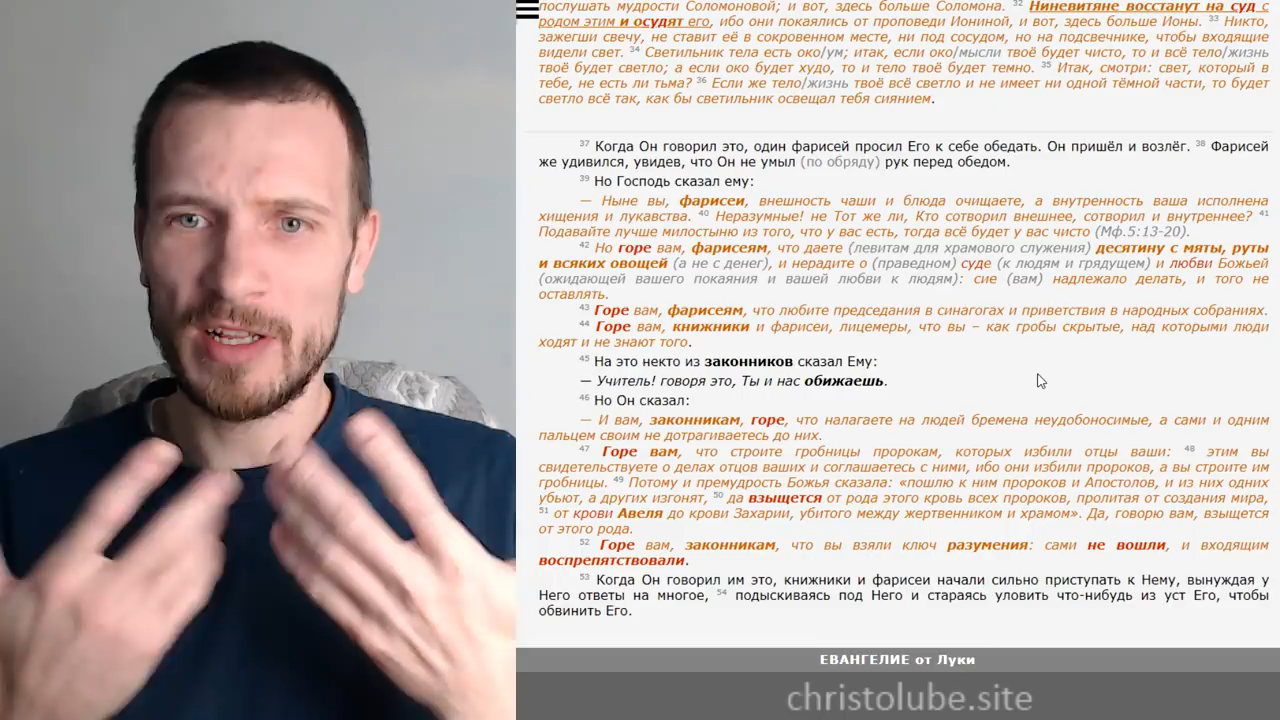 послушать мудрости Соломоновой; и вот, здесь больше Соломона. 32 Ниневитяне восстанут на суд с
родом этим и осудят его, ибо они покаялись от проповеди Иониной, и вот, здесь больше Ионы. 33 Никто,
зажегши свечу, не ставит её в сокровенном месте, ни под сосудом, но на подсвечнике, чтобы входящие
видели свет. 34 Светильник тела есть око/ум; итак, если око/мысли твоё будет чисто, то и всё тело/жизнь
твоё будет светло; а если око будет худо, то и тело твоё будет темно. 35 Итак, смотри: свет, который в
тебе, не есть ли тьма? 36 Если же тело/жизнь твоё всё светло и не имеет ни одной тёмной части, то будет
светло всё так, как бы светильник освещал тебя сиянием.
37 Когда Он говорил это, один фарисей просил Его к себе обедать. Он пришёл и возлёг. 38 Фарисей
же удивился, увидев, что Он не умыл (по обряду) рук перед обедом.
39 Но Господь сказал ему:
— Ныне вы, фарисеи, внешность чаши и блюда очищаете, а внутренность ваша исполнена
хищения и лукавства. 40 Неразумные! не Тот же ли, Кто сотворил внешнее, сотворил и внутреннее? 41
Подавайте лучше милостыню из того, что у вас есть, тогда всё будет у вас чисто (Мф.5:13-20).
42 Но горе вам, фарисеям, что даете (левитам для храмового служения) десятину с мяты, руты
и всяких овощей (а не с денег), и нерадите о (праведном) суде (к людям и грядущем) и любви Божьей
(ожидающей вашего покаяния и вашей любви к людям): сие (вам) надлежало делать, и того не
оставлять.
43 Горе вам, фарисеям, что любите председания в синагогах и приветствия в народных собраниях.
44 Горе вам, книжники и фарисеи, лицемеры, что вы – как гробы скрытые, над которыми люди
ходят и не знают того.
45 На это некто из законников сказал Ему:
— Учитель! говоря это, Ты и нас обижаешь.
46 Но Он сказал:
— И вам, законникам, горе, что налагаете на людей бремена неудобоносимые, а сами и одним
пальцем своим не дотрагиваетесь до них.
47 Горе вам, что строите гробницы пророкам, которых избили отцы ваши: 48 этим вы
свидетельствуете о делах отцов ваших и соглашаетесь с ними, ибо они избили пророков, а вы строите им
гробницы. 49 Потому и премудрость Божья сказала: «пошлю к ним пророков и Апостолов, и из них одних
убьют, а других изгонят, 50 да взыщется от рода этого кровь всех пророков, пролитая от создания мира,
51 от крови Авеля до крови Захарии, убитого между жертвенником и храмом». Да, говорю вам, взыщется
от этого рода.
52 Горе вам, законникам, что вы взяли ключ разумения: сами не вошли, и входящим
воспрепятствовали.
53 Когда Он говорил им это, книжники и фарисеи начали сильно приступать к Нему, вынуждая у
Него ответы на многое, 54 подыскиваясь под Него и стараясь уловить что-нибудь из уст Его, чтобы
обвинить Его.
ЕВАНГЕЛИЕ от Луки
christolube.site